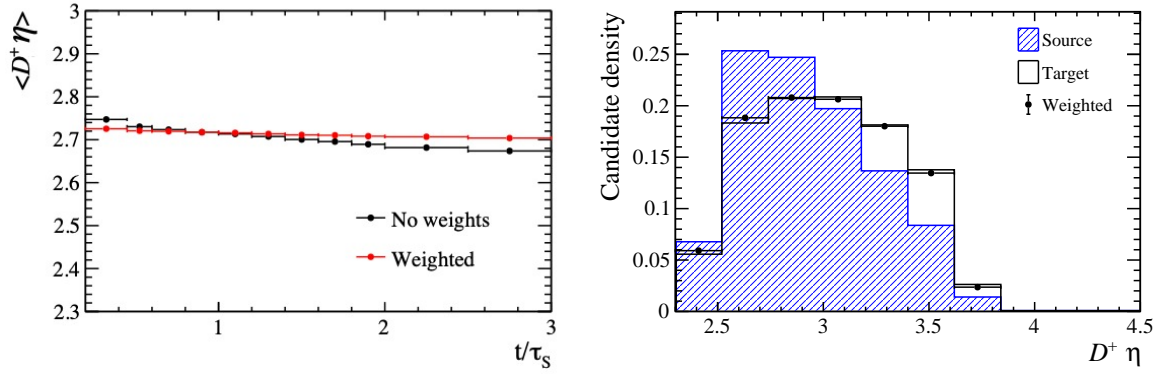 <D⁺ η>
3
2.9
2.8
2.7
2.6
2.5
2.4
2.3
No weights
Weighted
1
2
3
t/τ_S
Candidate density
0.25
0.2
0.15
0.1
0.05
0
Source
Target
Weighted
2.5
3
3.5
4
4.5
D⁺ η